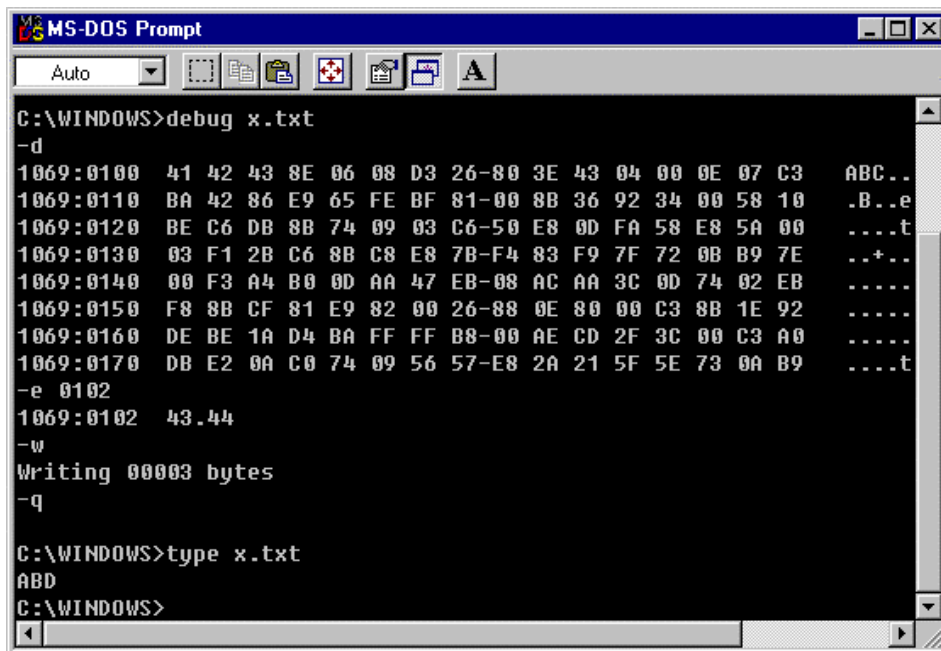 MS-DOS Prompt
Auto
A
C:\WINDOWS>debug x.txt
-d
1069:0100 41 42 43 8E 06 08 D3 26-80 3E 43 04 00 0E 07 C3 ABC..
1069:0110 BA 42 86 E9 65 FE BF 81-00 8B 36 92 34 00 58 10 .B..e
1069:0120 BE C6 DB 8B 74 09 03 C6-50 E8 0D FA 58 E8 5A 00 ....t
1069:0130 03 F1 2B C6 8B C8 E8 7B-F4 83 F9 7F 72 0B B9 7E ..+..
1069:0140 00 F3 A4 B0 0D AA 47 EB-08 AC AA 3C 0D 74 02 EB .....
1069:0150 F8 8B CF 81 E9 82 00 26-88 0E 80 00 C3 8B 1E 92 .....
1069:0160 DE BE 1A D4 BA FF FF B8-00 AE CD 2F 3C 00 C3 A0 .....
1069:0170 DB E2 0A C0 74 09 56 57-E8 2A 21 5F 5E 73 0A B9 ....t
-e 0102
1069:0102 43.44
-w
Writing 00003 bytes
-q
C:\WINDOWS>type x.txt
ABD
C:\WINDOWS>